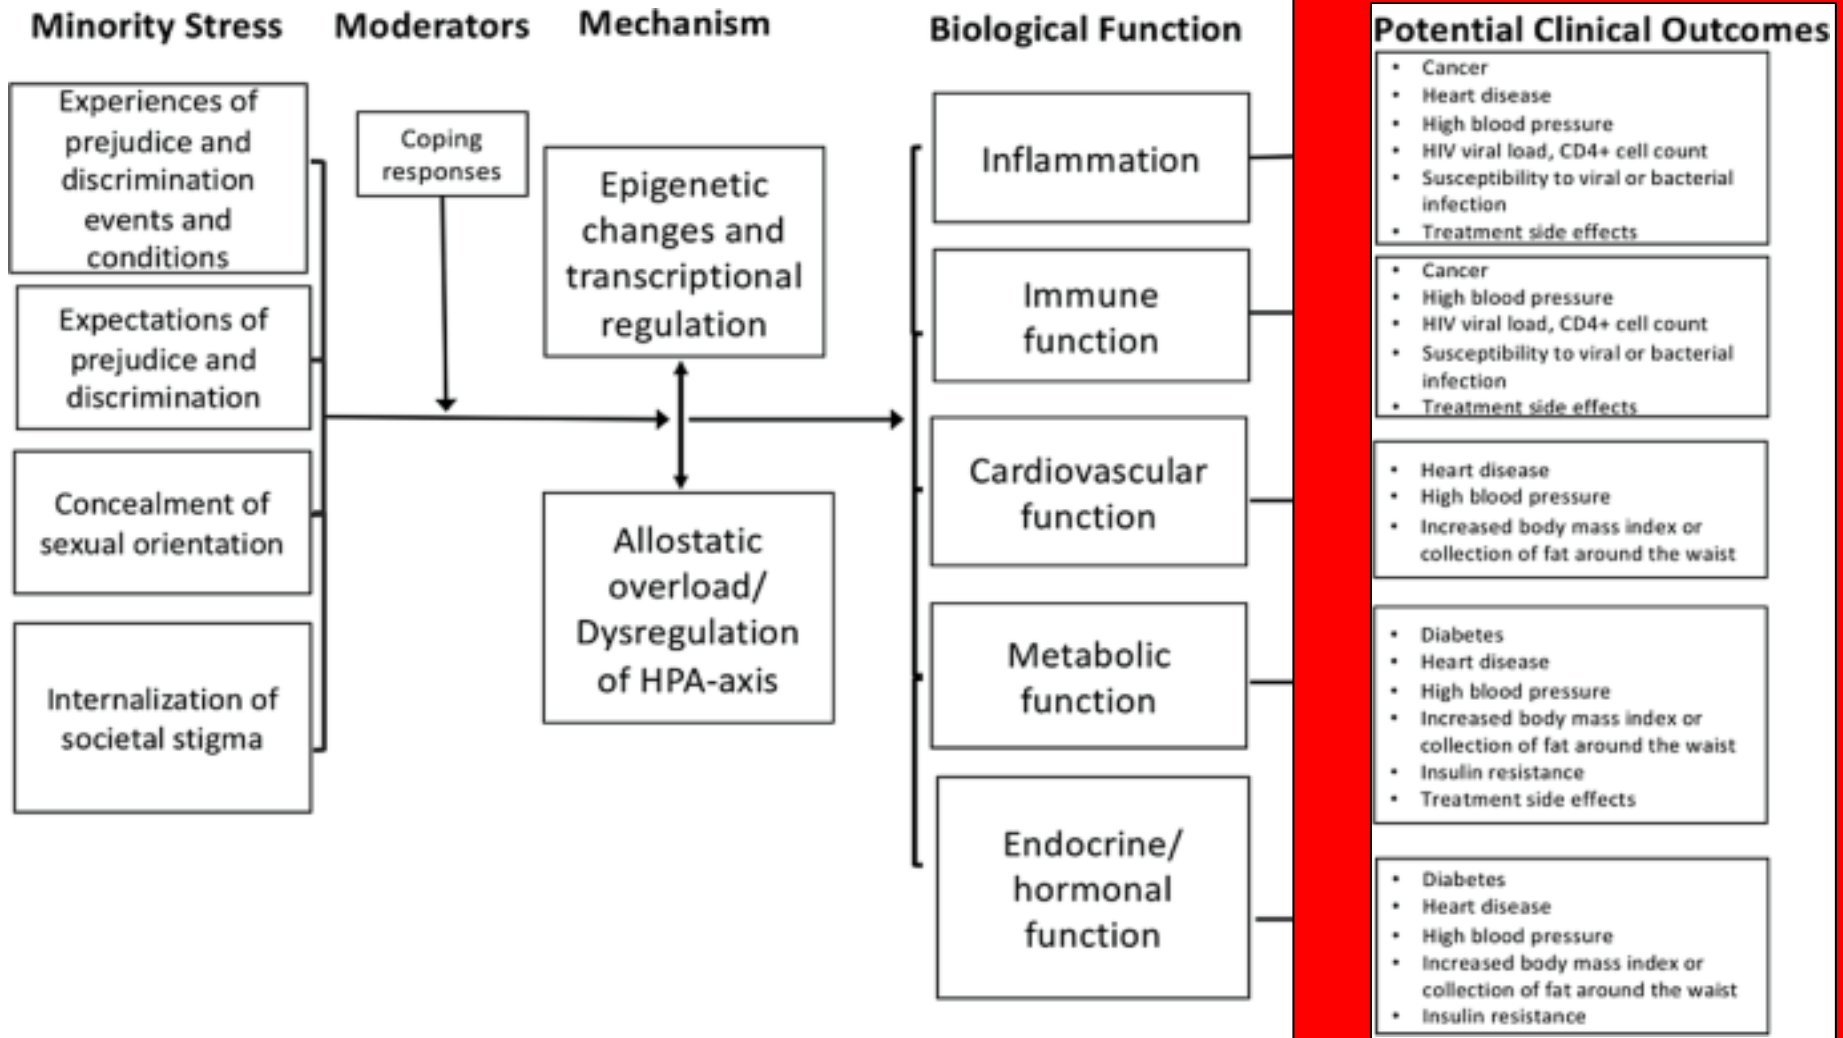 Minority Stress
Experiences of
prejudice and
discrimination
events and
conditions
Expectations of
prejudice and
discrimination
Concealment of
sexual orientation
Internalization of
societal stigma
Moderators
Coping
responses
Mechanism
Epigenetic
changes and
transcriptional
regulation
Allostatic
overload/
Dysregulation
of HPA-axis
Biological Function
Inflammation
Immune
function
Cardiovascular
function
Metabolic
function
Endocrine/
hormonal
function
Potential Clinical Outcomes
• Cancer
• Heart disease
• High blood pressure
• HIV viral load, CD4+ cell count
• Susceptibility to viral or bacterial
infection
• Treatment side effects
• Cancer
• High blood pressure
• HIV viral load, CD4+ cell count
• Susceptibility to viral or bacterial
infection
• Treatment side effects
• Heart disease
• High blood pressure
• Increased body mass index or
collection of fat around the waist
• Diabetes
• Heart disease
• High blood pressure
• Increased body mass index or
collection of fat around the waist
• Insulin resistance
• Treatment side effects
• Diabetes
• Heart disease
• High blood pressure
• Increased body mass index or
collection of fat around the waist
• Insulin resistance